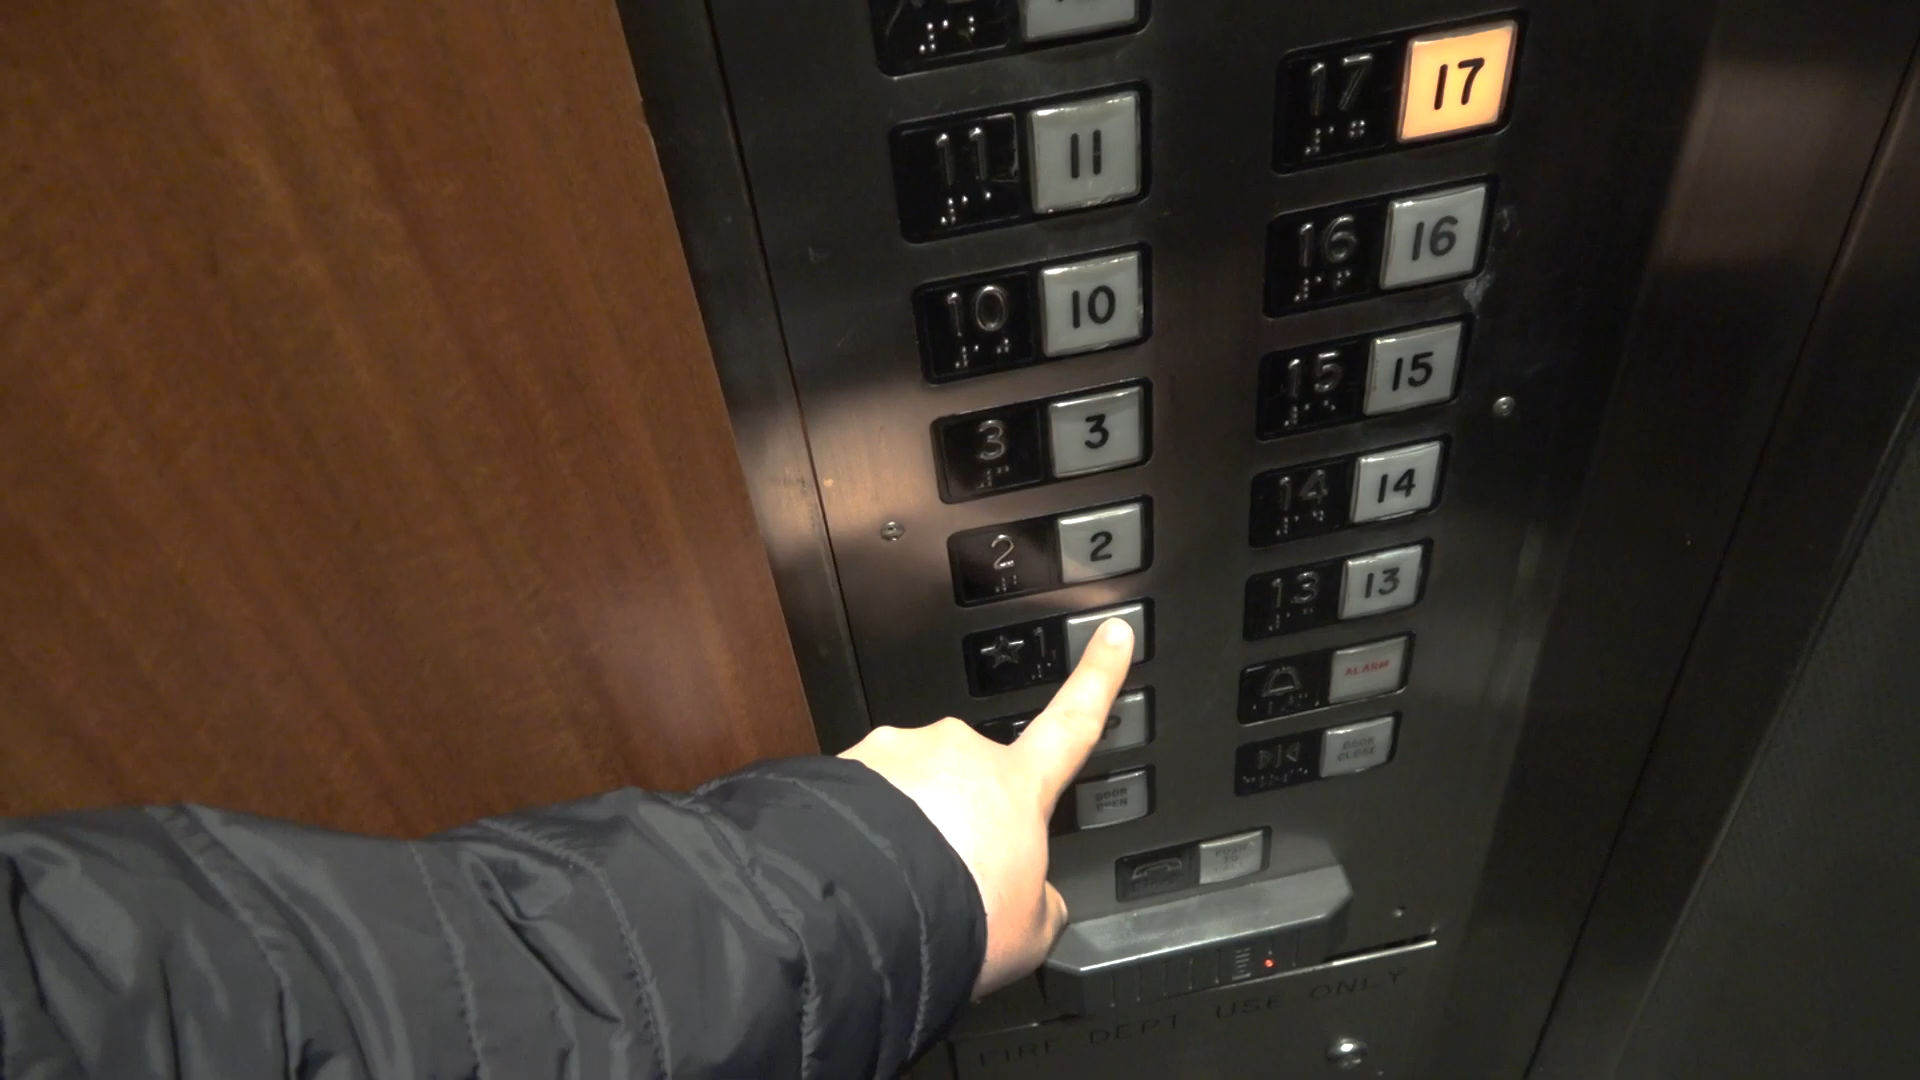 11 11
10 10
3 3
2 2
☆1
DOOR
OPEN
17 17
16 16
15 15
14 14
13 13
ALARM
DOOR
CLOSE
FIRE DEPT USE ONLY